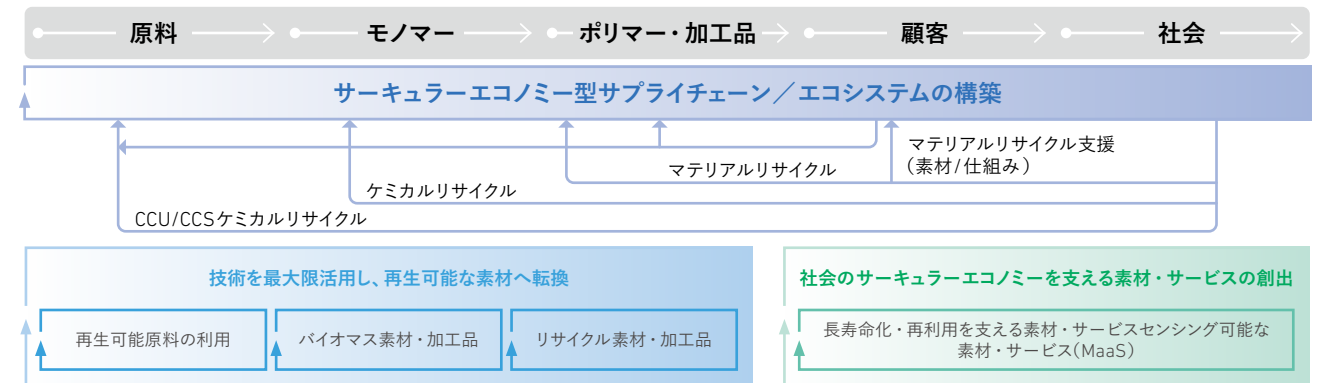 原料
モノマー
ポリマー・加工品
顧客
社会
サーキュラーエコノミー型サプライチェーン／エコシステムの構築
マテリアルリサイクル支援
（素材/仕組み）
マテリアルリサイクル
ケミカルリサイクル
CCU/CCSケミカルリサイクル
技術を最大限活用し、再生可能な素材へ転換
再生可能原料の利用
バイオマス素材・加工品
リサイクル素材・加工品
社会のサーキュラーエコノミーを支える素材・サービスの創出
長寿命化・再利用を支える素材・サービスセンシング可能な
素材・サービス(MaaS)